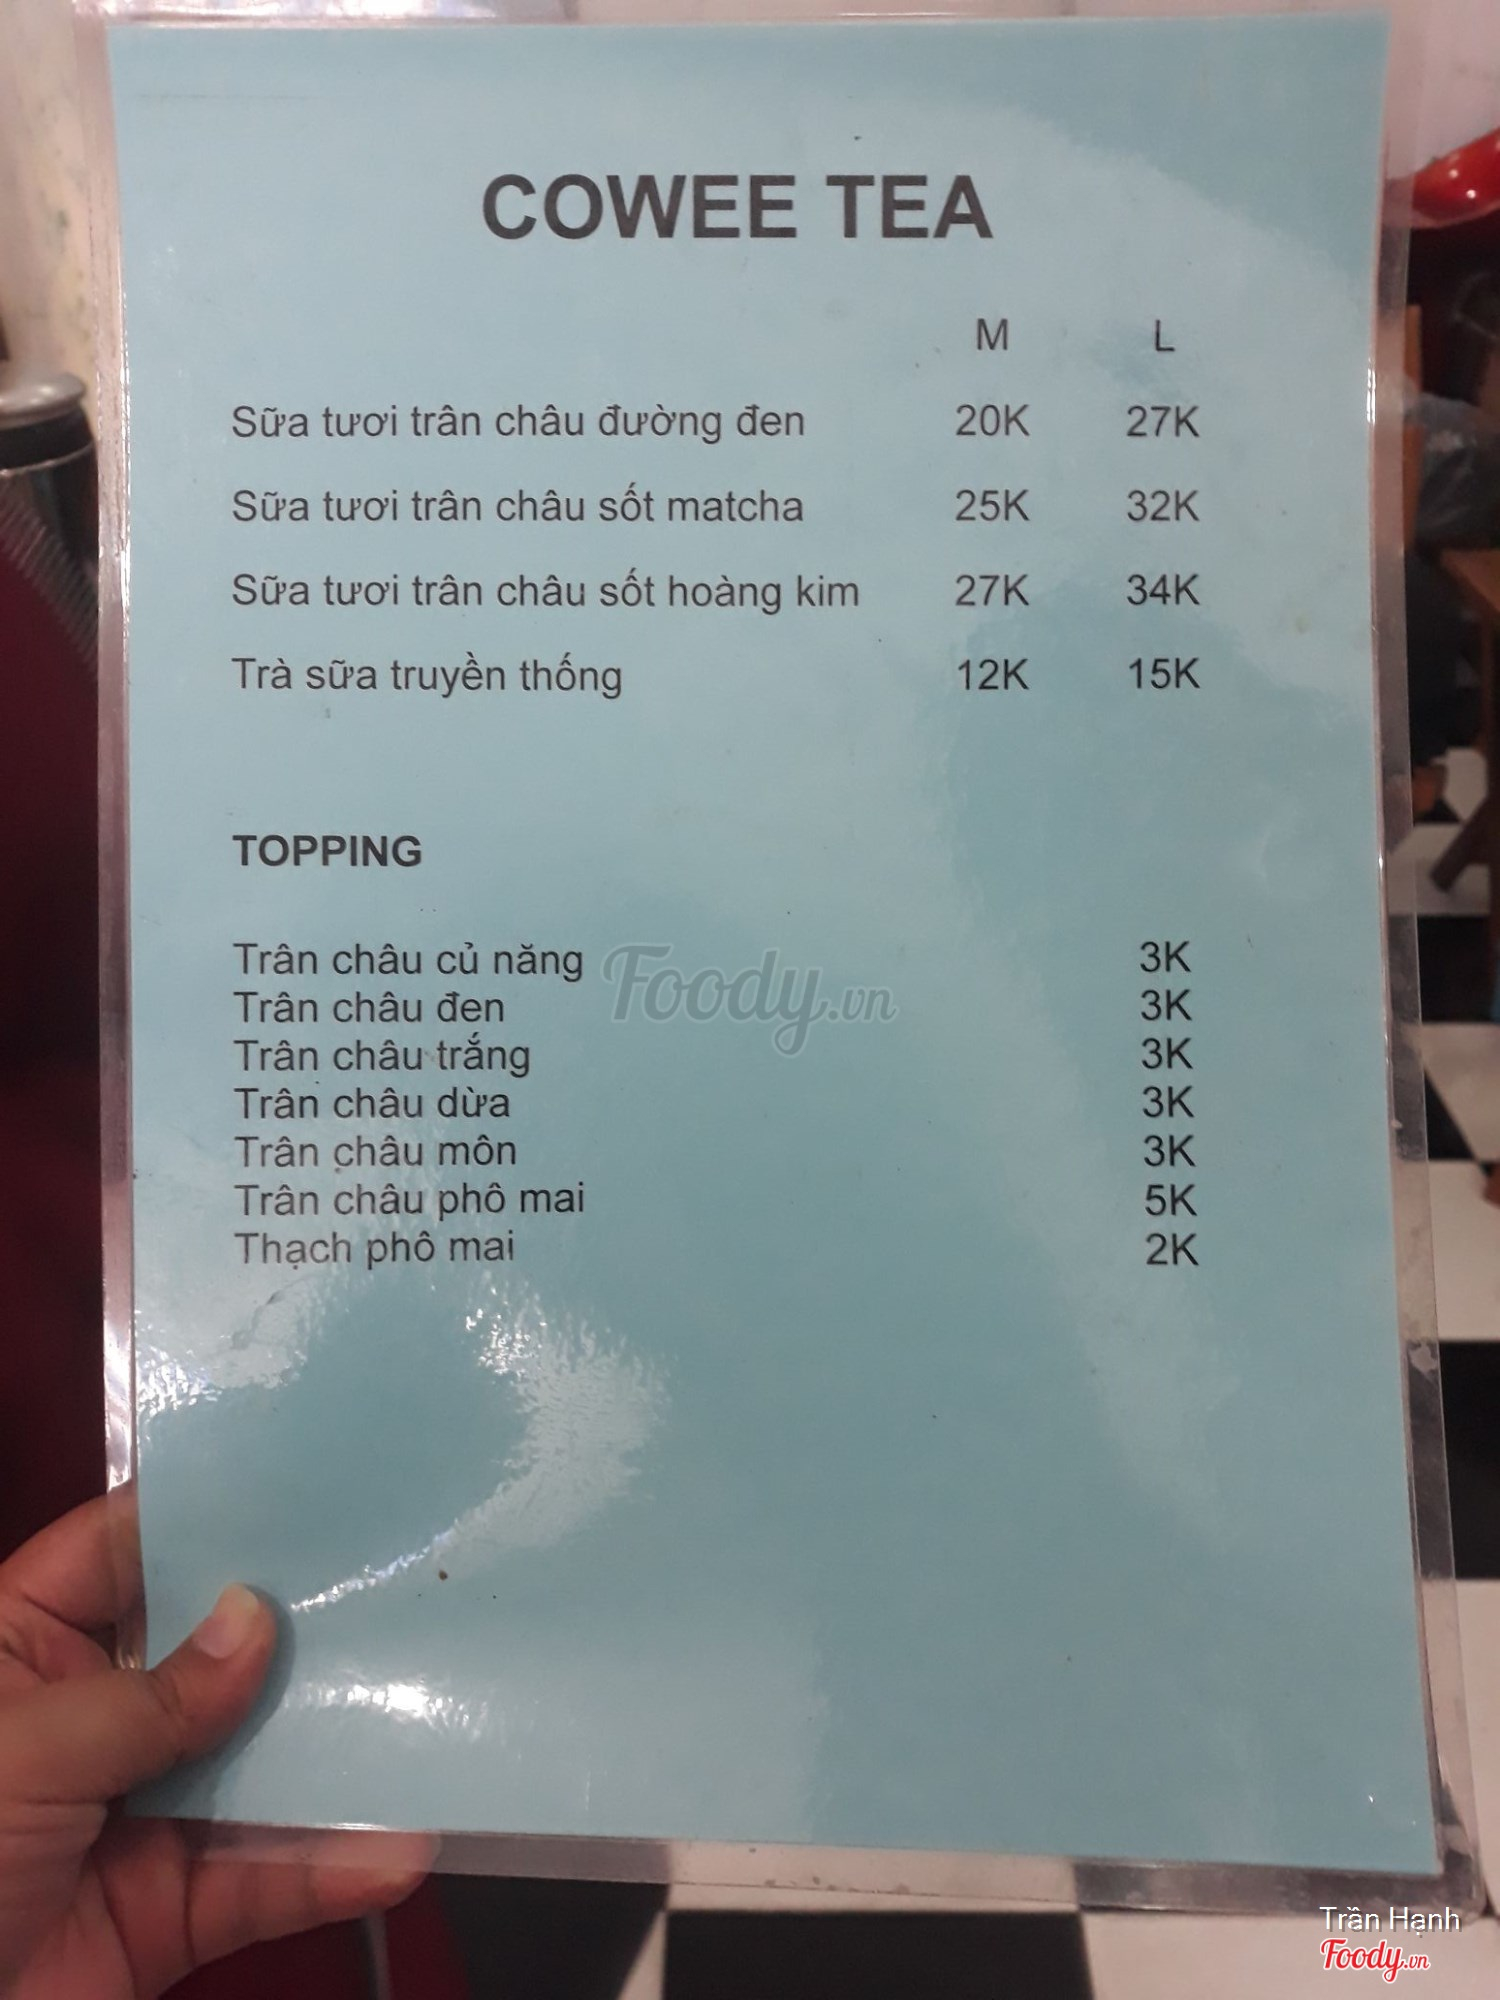 COWEE TEA
M L
Sữa tươi trân châu đường đen 20K 27K
Sữa tươi trân châu sốt matcha 25K 32K
Sữa tươi trân châu sốt hoàng kim 27K 34K
Trà sữa truyền thống 12K 15K
TOPPING
Trân châu củ năng 3K
Trân châu đen 3K
Trân châu trắng 3K
Trân châu dừa 3K
Trân châu môn 3K
Trân châu phô mai 5K
Thạch phô mai 2K
Foody.vn
Trần Hạnh
Foody.vn